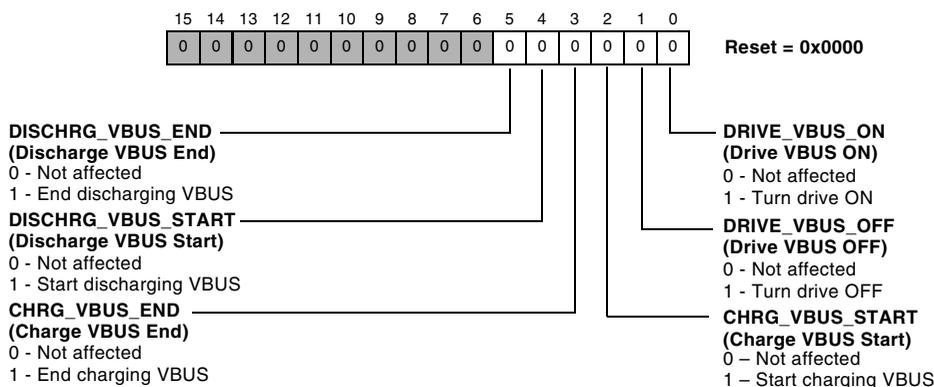 15 14 13 12 11 10 9 8 7 6 5 4 3 2 1 0
0 0 0 0 0 0 0 0 0 0 0 0 0 0 0 0 Reset = 0x0000
DISCHRG_VBUS_END
(Discharge VBUS End)
0 - Not affected
1 - End discharging VBUS
DISCHRG_VBUS_START
(Discharge VBUS Start)
0 - Not affected
1 - Start discharging VBUS
CHRG_VBUS_END
(Charge VBUS End)
0 - Not affected
1 - End charging VBUS
DRIVE_VBUS_ON
(Drive VBUS ON)
0 - Not affected
1 - Turn drive ON
DRIVE_VBUS_OFF
(Drive VBUS OFF)
0 - Not affected
1 - Turn drive OFF
CHRG_VBUS_START
(Charge VBUS Start)
0 – Not affected
1 – Start charging VBUS